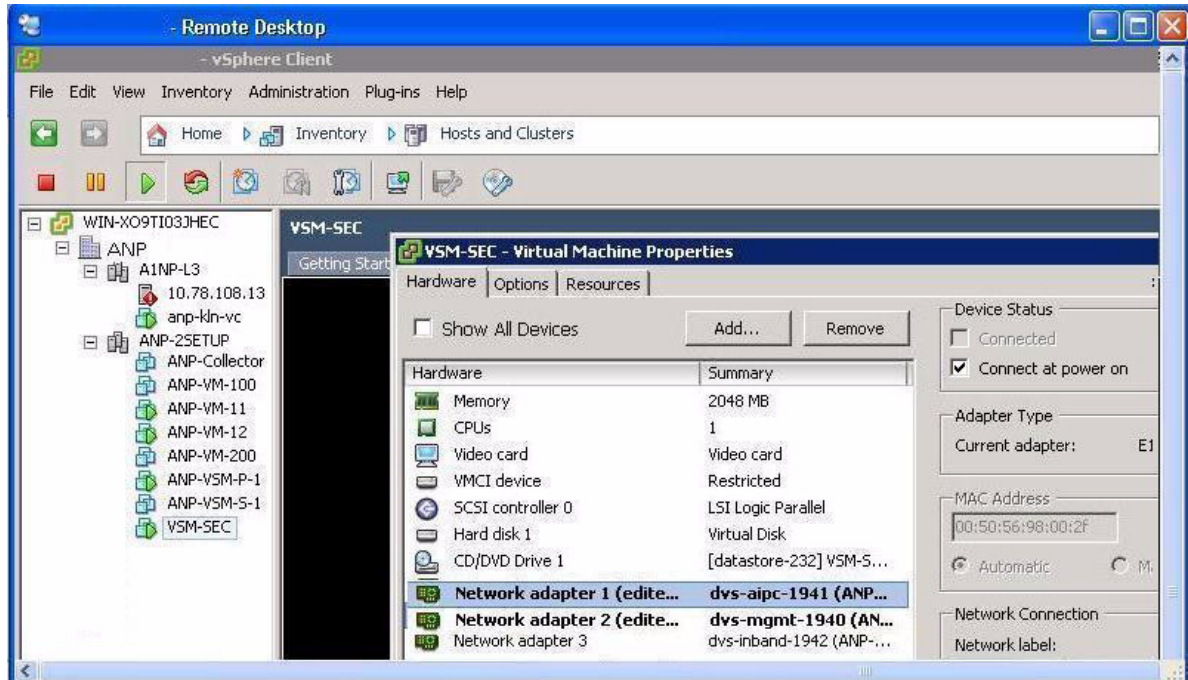 - Remote Desktop
- vSphere Client
File Edit View Inventory Administration Plug-ins Help
Home Inventory Hosts and Clusters
WIN-XO9TI03JHEC
ANP
A1NP-L3
10.78.108.13
anp-kln-vc
ANP-2SETUP
ANP-Collector
ANP-VM-100
ANP-VM-11
ANP-VM-12
ANP-VM-200
ANP-VSM-P-1
ANP-VSM-S-1
VSM-SEC
VSM-SEC
Getting Start
VSM-SEC - Virtual Machine Properties
Hardware Options Resources
Show All Devices Add... Remove
Hardware Summary
Memory 2048 MB
CPUs 1
Video card Video card
VMCI device Restricted
SCSI controller 0 LSI Logic Parallel
Hard disk 1 Virtual Disk
CD/DVD Drive 1 [datastore-232] VSM-S...
Network adapter 1 (edite... dvs-aipc-1941 (ANP...
Network adapter 2 (edite... dvs-mgmt-1940 (AN...
Network adapter 3 dvs-inband-1942 (ANP-...
Device Status
Connected
Connect at power on
Adapter Type
Current adapter: E1
MAC Address
00:50:56:98:00:2f
Automatic M
Network Connection
Network label: